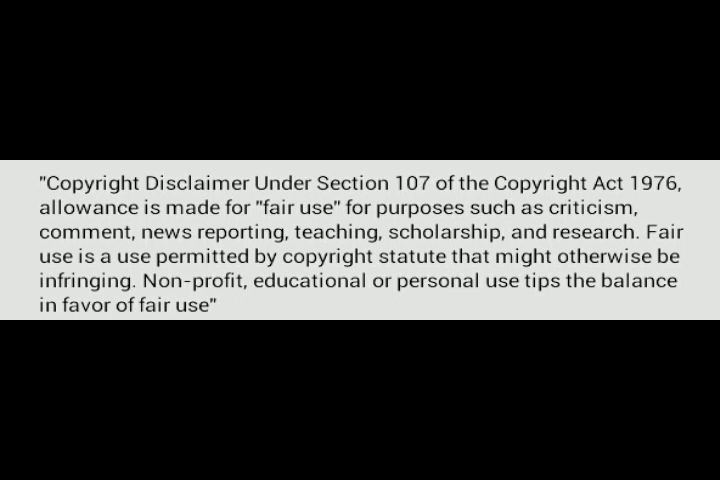 "Copyright Disclaimer Under Section 107 of the Copyright Act 1976,
allowance is made for "fair use" for purposes such as criticism,
comment, news reporting, teaching, scholarship, and research. Fair
use is a use permitted by copyright statute that might otherwise be
infringing. Non-profit, educational or personal use tips the balance
in favor of fair use"